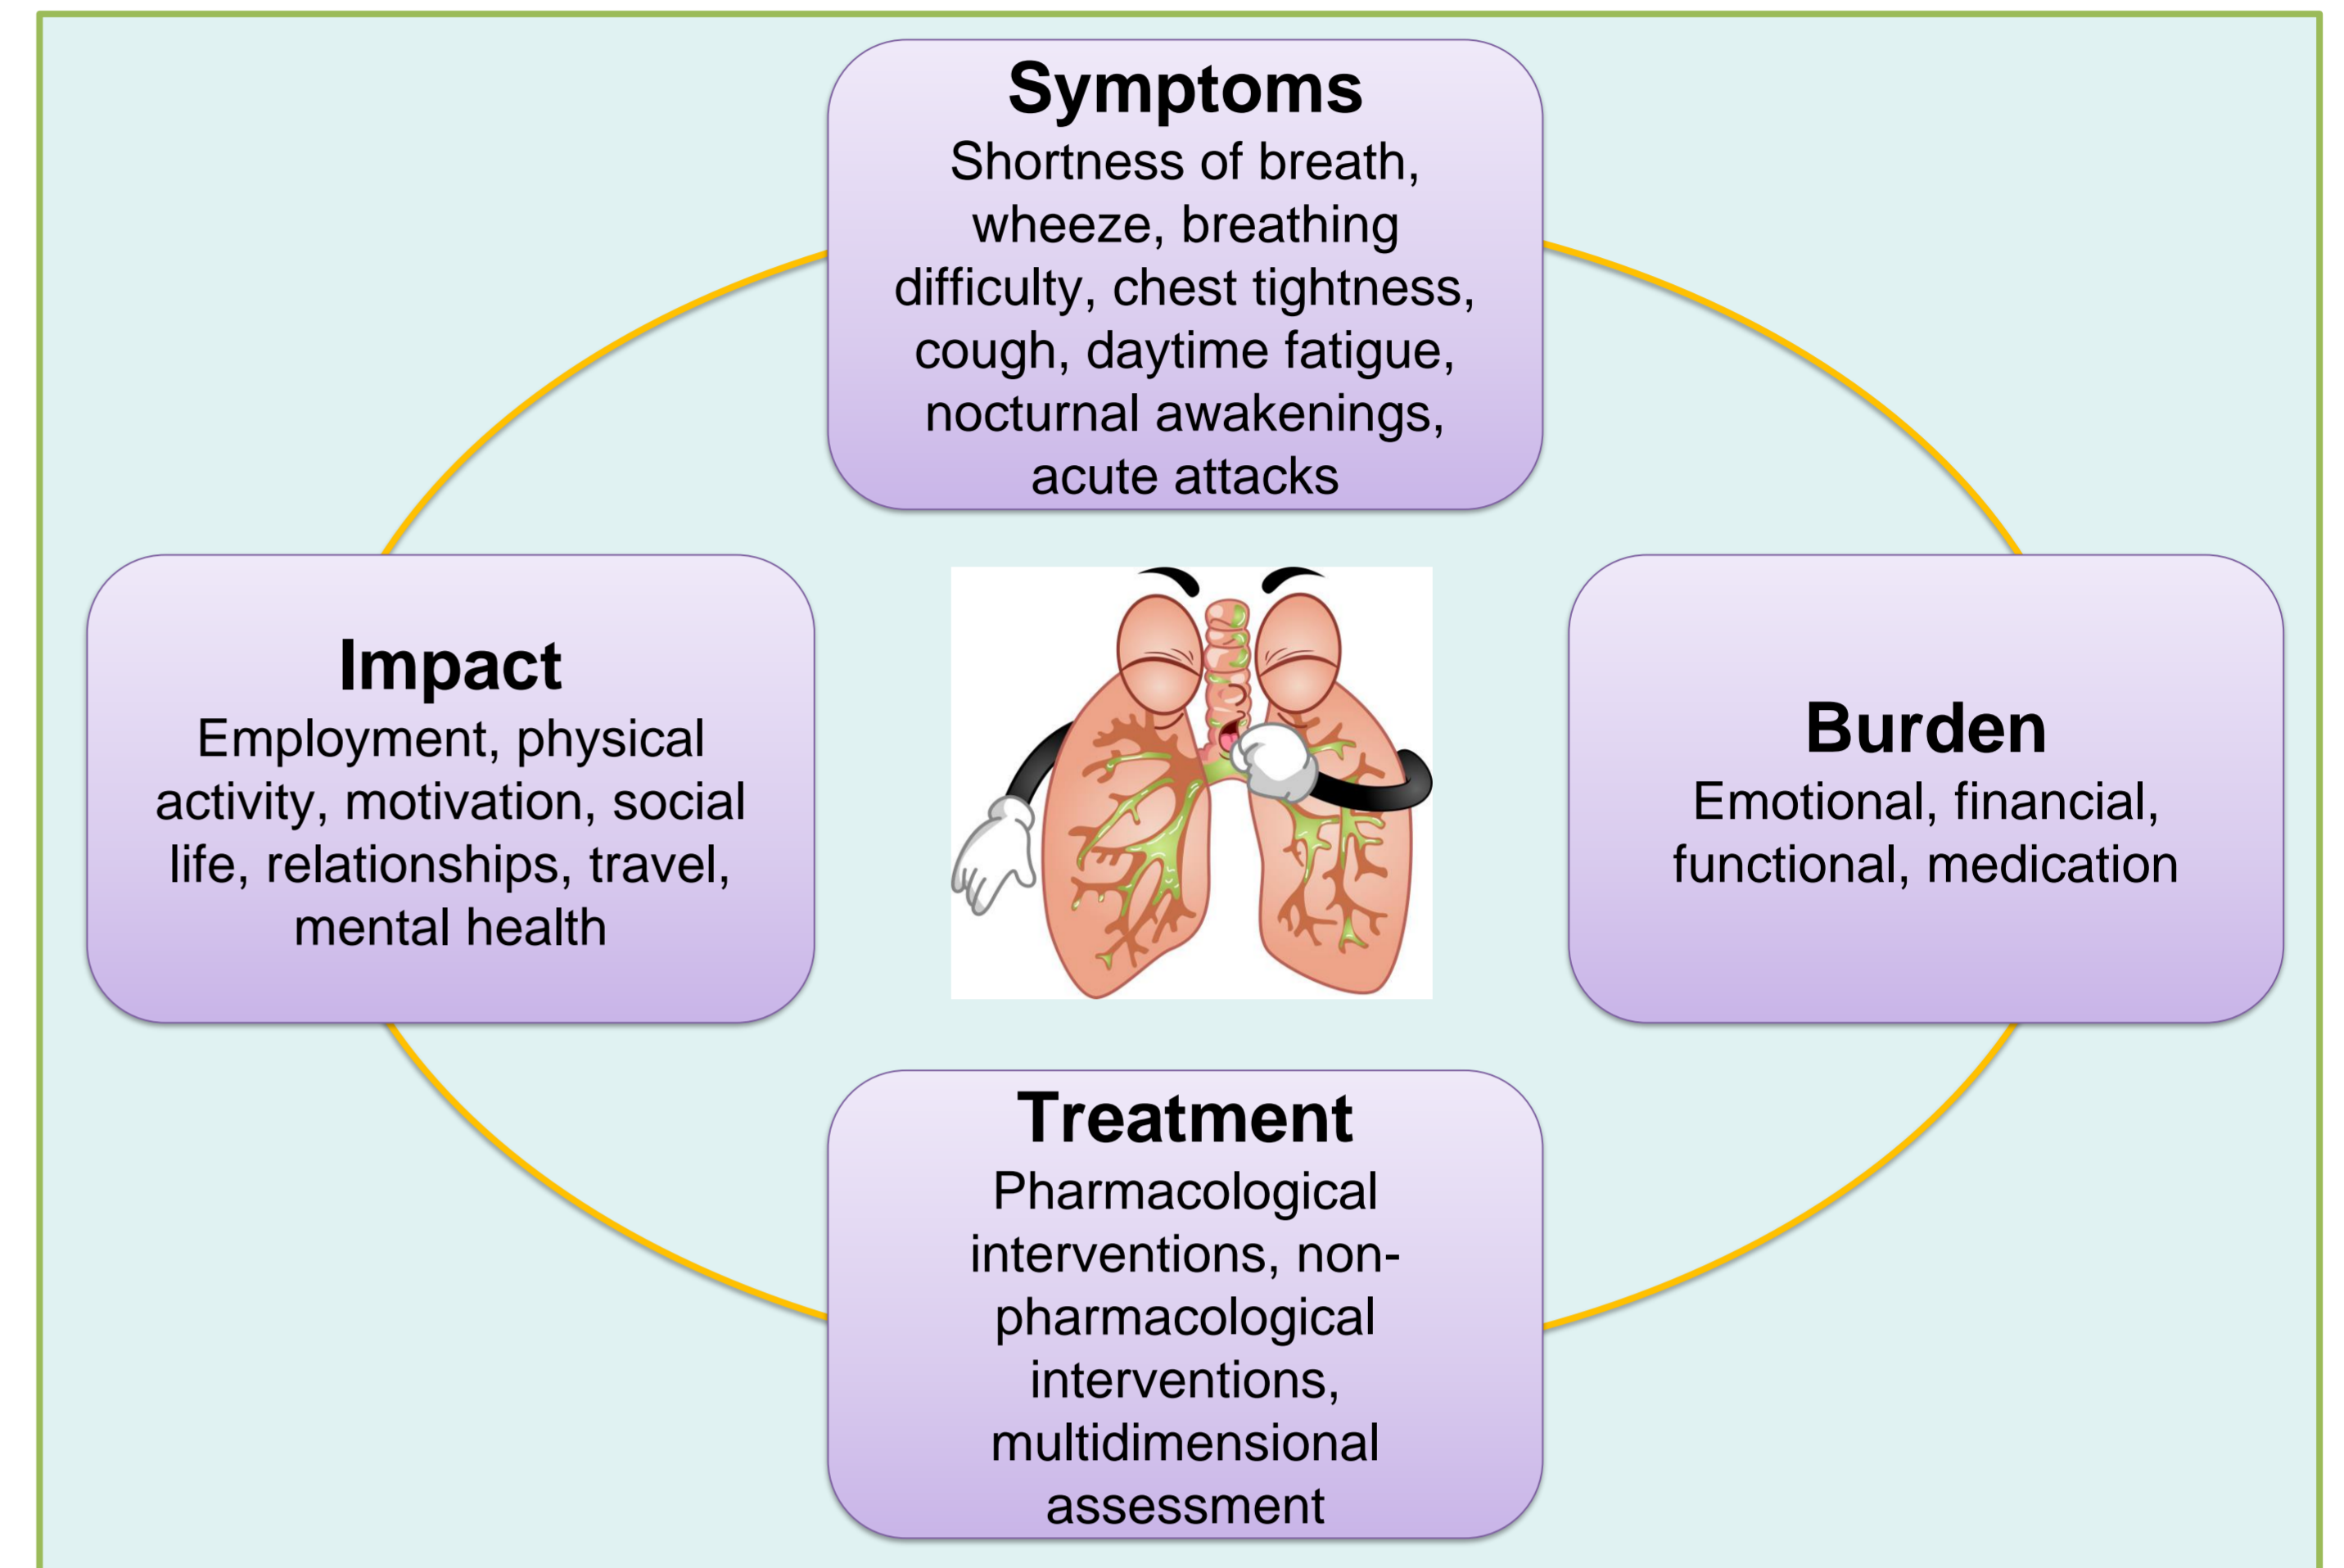 Symptoms
Shortness of breath,
wheeze, breathing
difficulty, chest tightness,
cough, daytime fatigue,
nocturnal awakenings,
acute attacks
Impact
Employment, physical
activity, motivation, social
life, relationships, travel,
mental health
Burden
Emotional, financial,
functional, medication
Treatment
Pharmacological
interventions, non-
pharmacological
interventions,
multidimensional
assessment